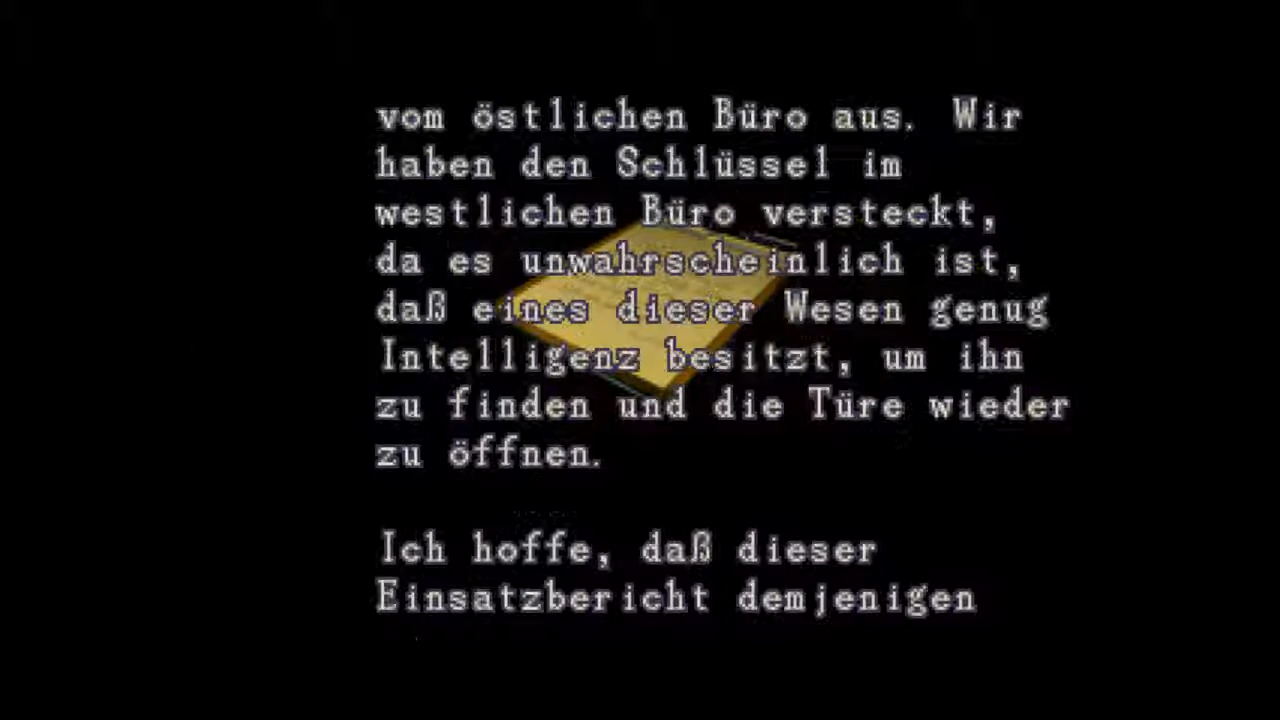 vom östlichen Büro aus. Wir
haben den Schlüssel im
westlichen Büro versteckt,
da es unwahrscheinlich ist,
daß eines dieser Wesen genug
Intelligenz besitzt, um ihn
zu finden und die Türe wieder
zu öffnen.
Ich hoffe, daß dieser
Einsatzbericht demjenigen